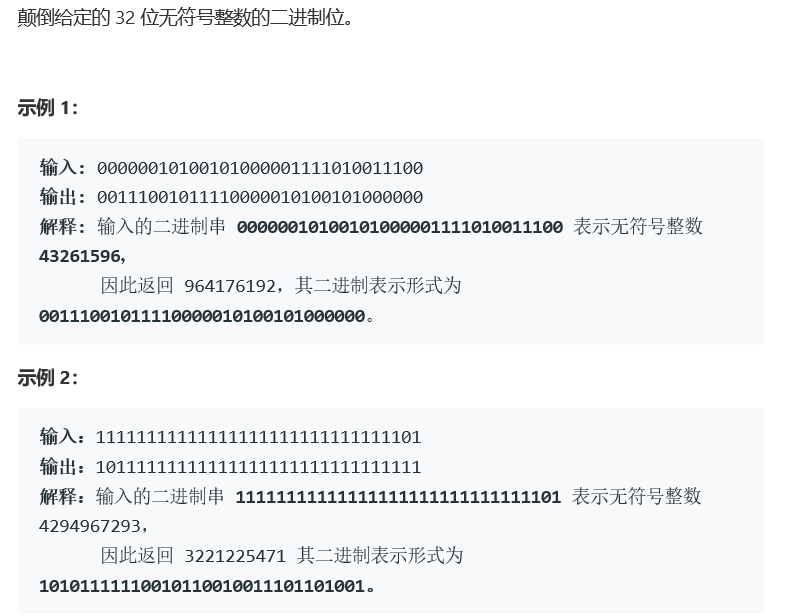 颠倒给定的 32 位无符号整数的二进制位。
示例 1：
输入: 00000010100101000001111010011100
输出: 00111001011110000010100101000000
解释: 输入的二进制串 00000010100101000001111010011100 表示无符号整数
43261596，
因此返回 964176192，其二进制表示形式为
00111001011110000010100101000000。
示例 2：
输入：11111111111111111111111111111101
输出：10111111111111111111111111111111
解释：输入的二进制串 11111111111111111111111111111101 表示无符号整数
4294967293，
因此返回 3221225471 其二进制表示形式为
10101111110010110010011101101001。